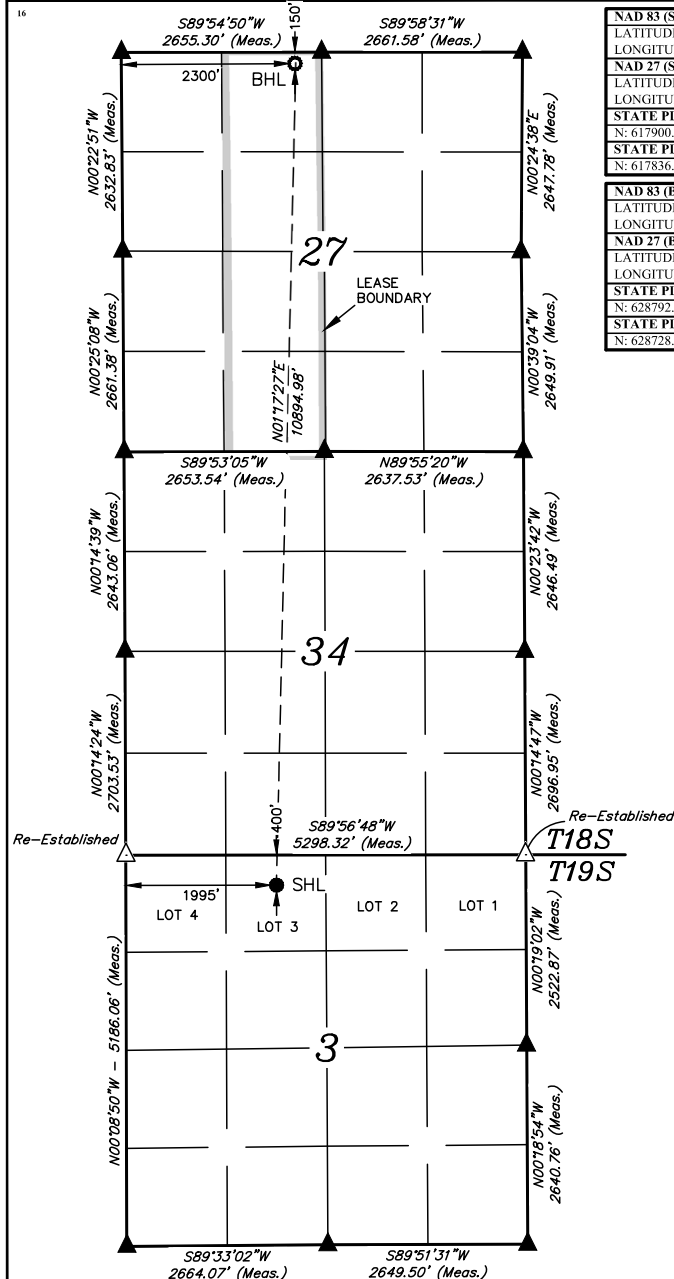 16
S89°54'50"W
2655.30' (Meas.)
150'
S89°58'31"W
2661.58' (Meas.)
2300'
BHL
N00°22'51"W
2632.83' (Meas.)
N00°24'38"E
2647.78' (Meas.)
27
LEASE
BOUNDARY
N00°25'08"W
2661.38' (Meas.)
N01°17'27"E
10894.98'
N00°39'04"W
2649.91' (Meas.)
S89°53'05"W
2653.54' (Meas.)
N89°55'20"W
2637.53' (Meas.)
N00°14'39"W
2643.06' (Meas.)
N00°23'42"W
2646.49' (Meas.)
34
N00°14'24"W
2703.53' (Meas.)
N00°14'47"W
2696.95' (Meas.)
400'
S89°56'48"W
5298.32' (Meas.)
Re-Established
Re-Established
T18S
T19S
1995'
SHL
LOT 4
LOT 3
LOT 2
LOT 1
N00°19'02"W
2522.87' (Meas.)
N00°08'50"W – 5186.06' (Meas.)
3
N00°18'54"W
2640.76' (Meas.)
S89°33'02"W
2664.07' (Meas.)
S89°51'31"W
2649.50' (Meas.)
NAD 83 (S
LATITUD
LONGITU
NAD 27 (S
LATITUD
LONGITU
STATE PL
N: 617900.
STATE PL
N: 617836.
NAD 83 (B
LATITUD
LONGITU
NAD 27 (B
LATITUD
LONGITU
STATE PL
N: 628792.
STATE PL
N: 628728.